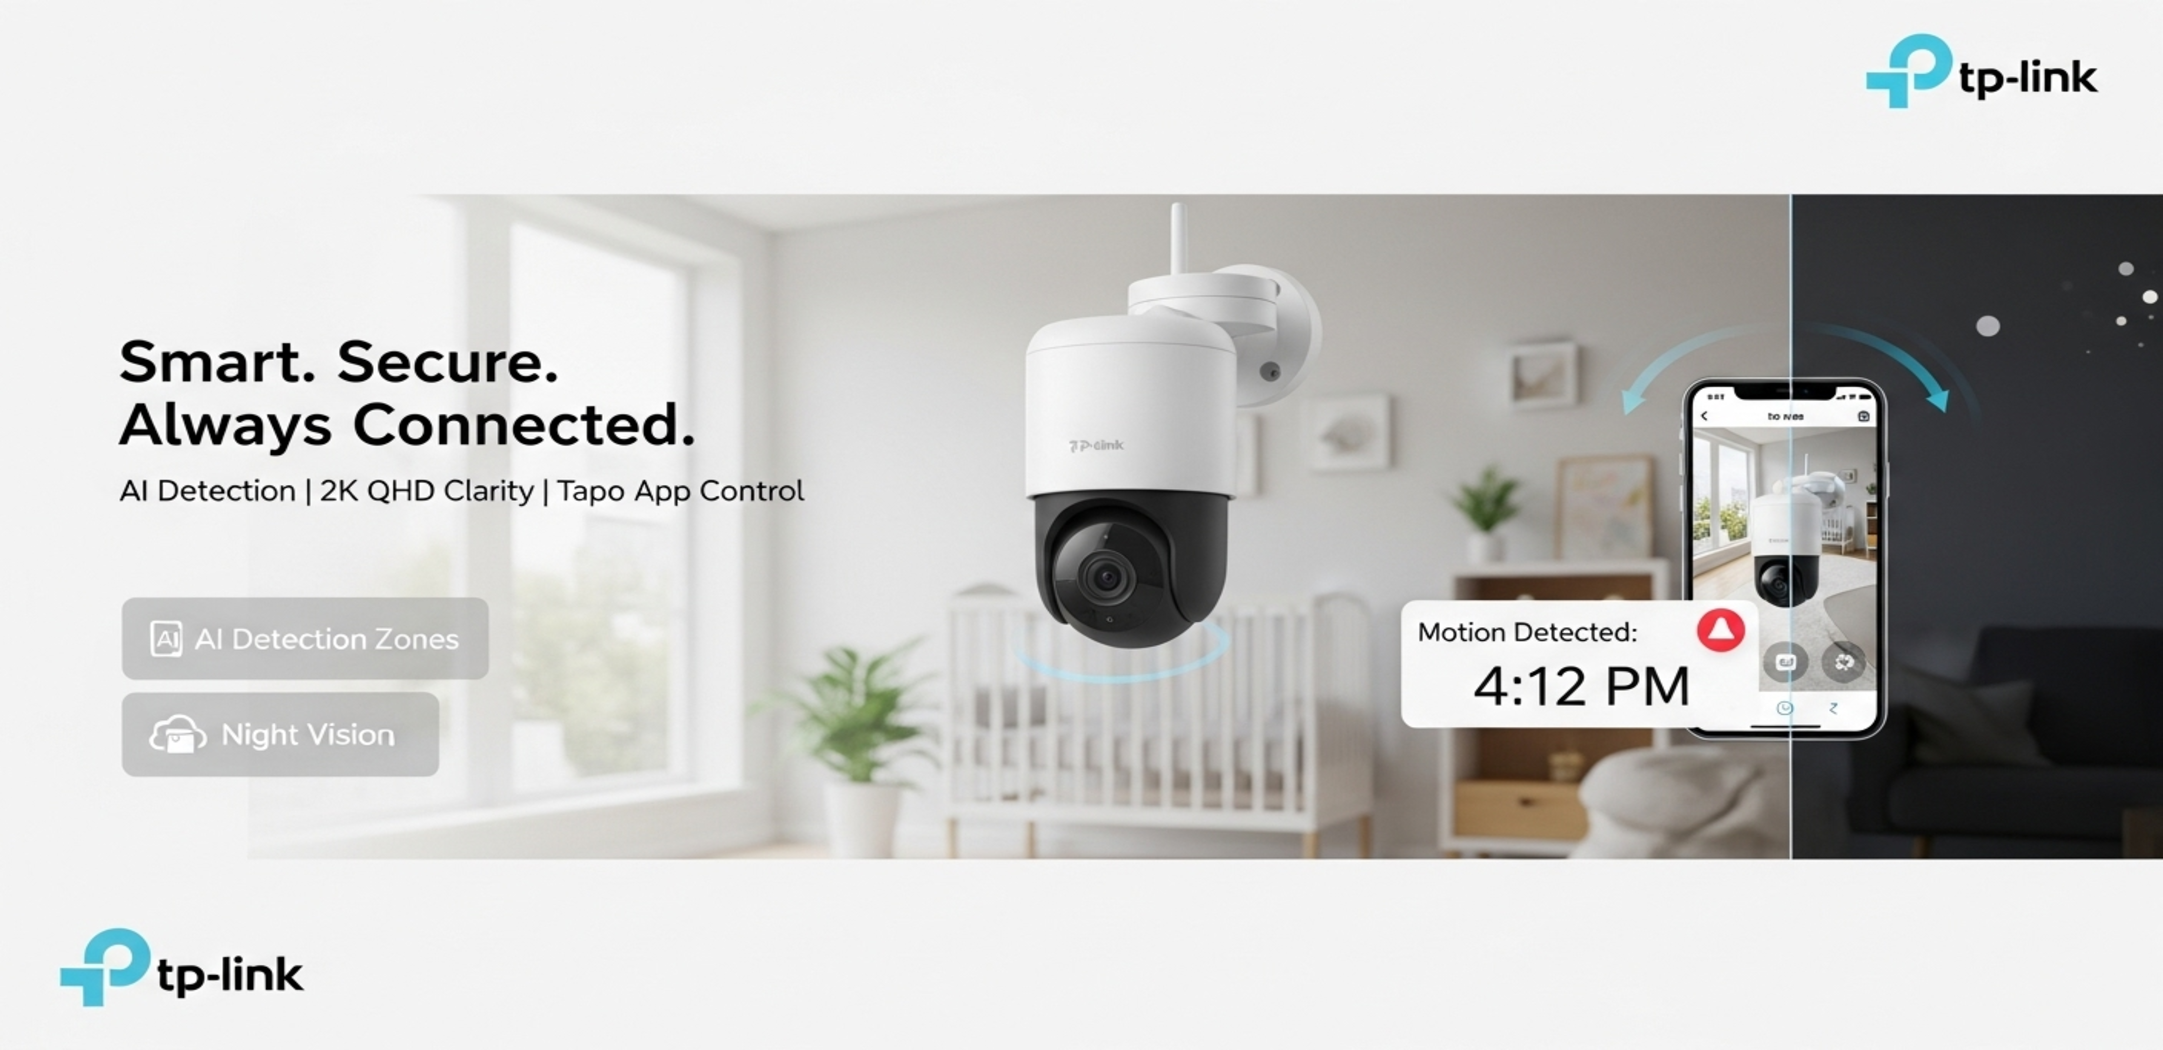 tp-link
Smart. Secure.
Always Connected.
AI Detection | 2K QHD Clarity | Tapo App Control
AI AI Detection Zones
Night Vision
Motion Detected:
4:12 PM
tp-link